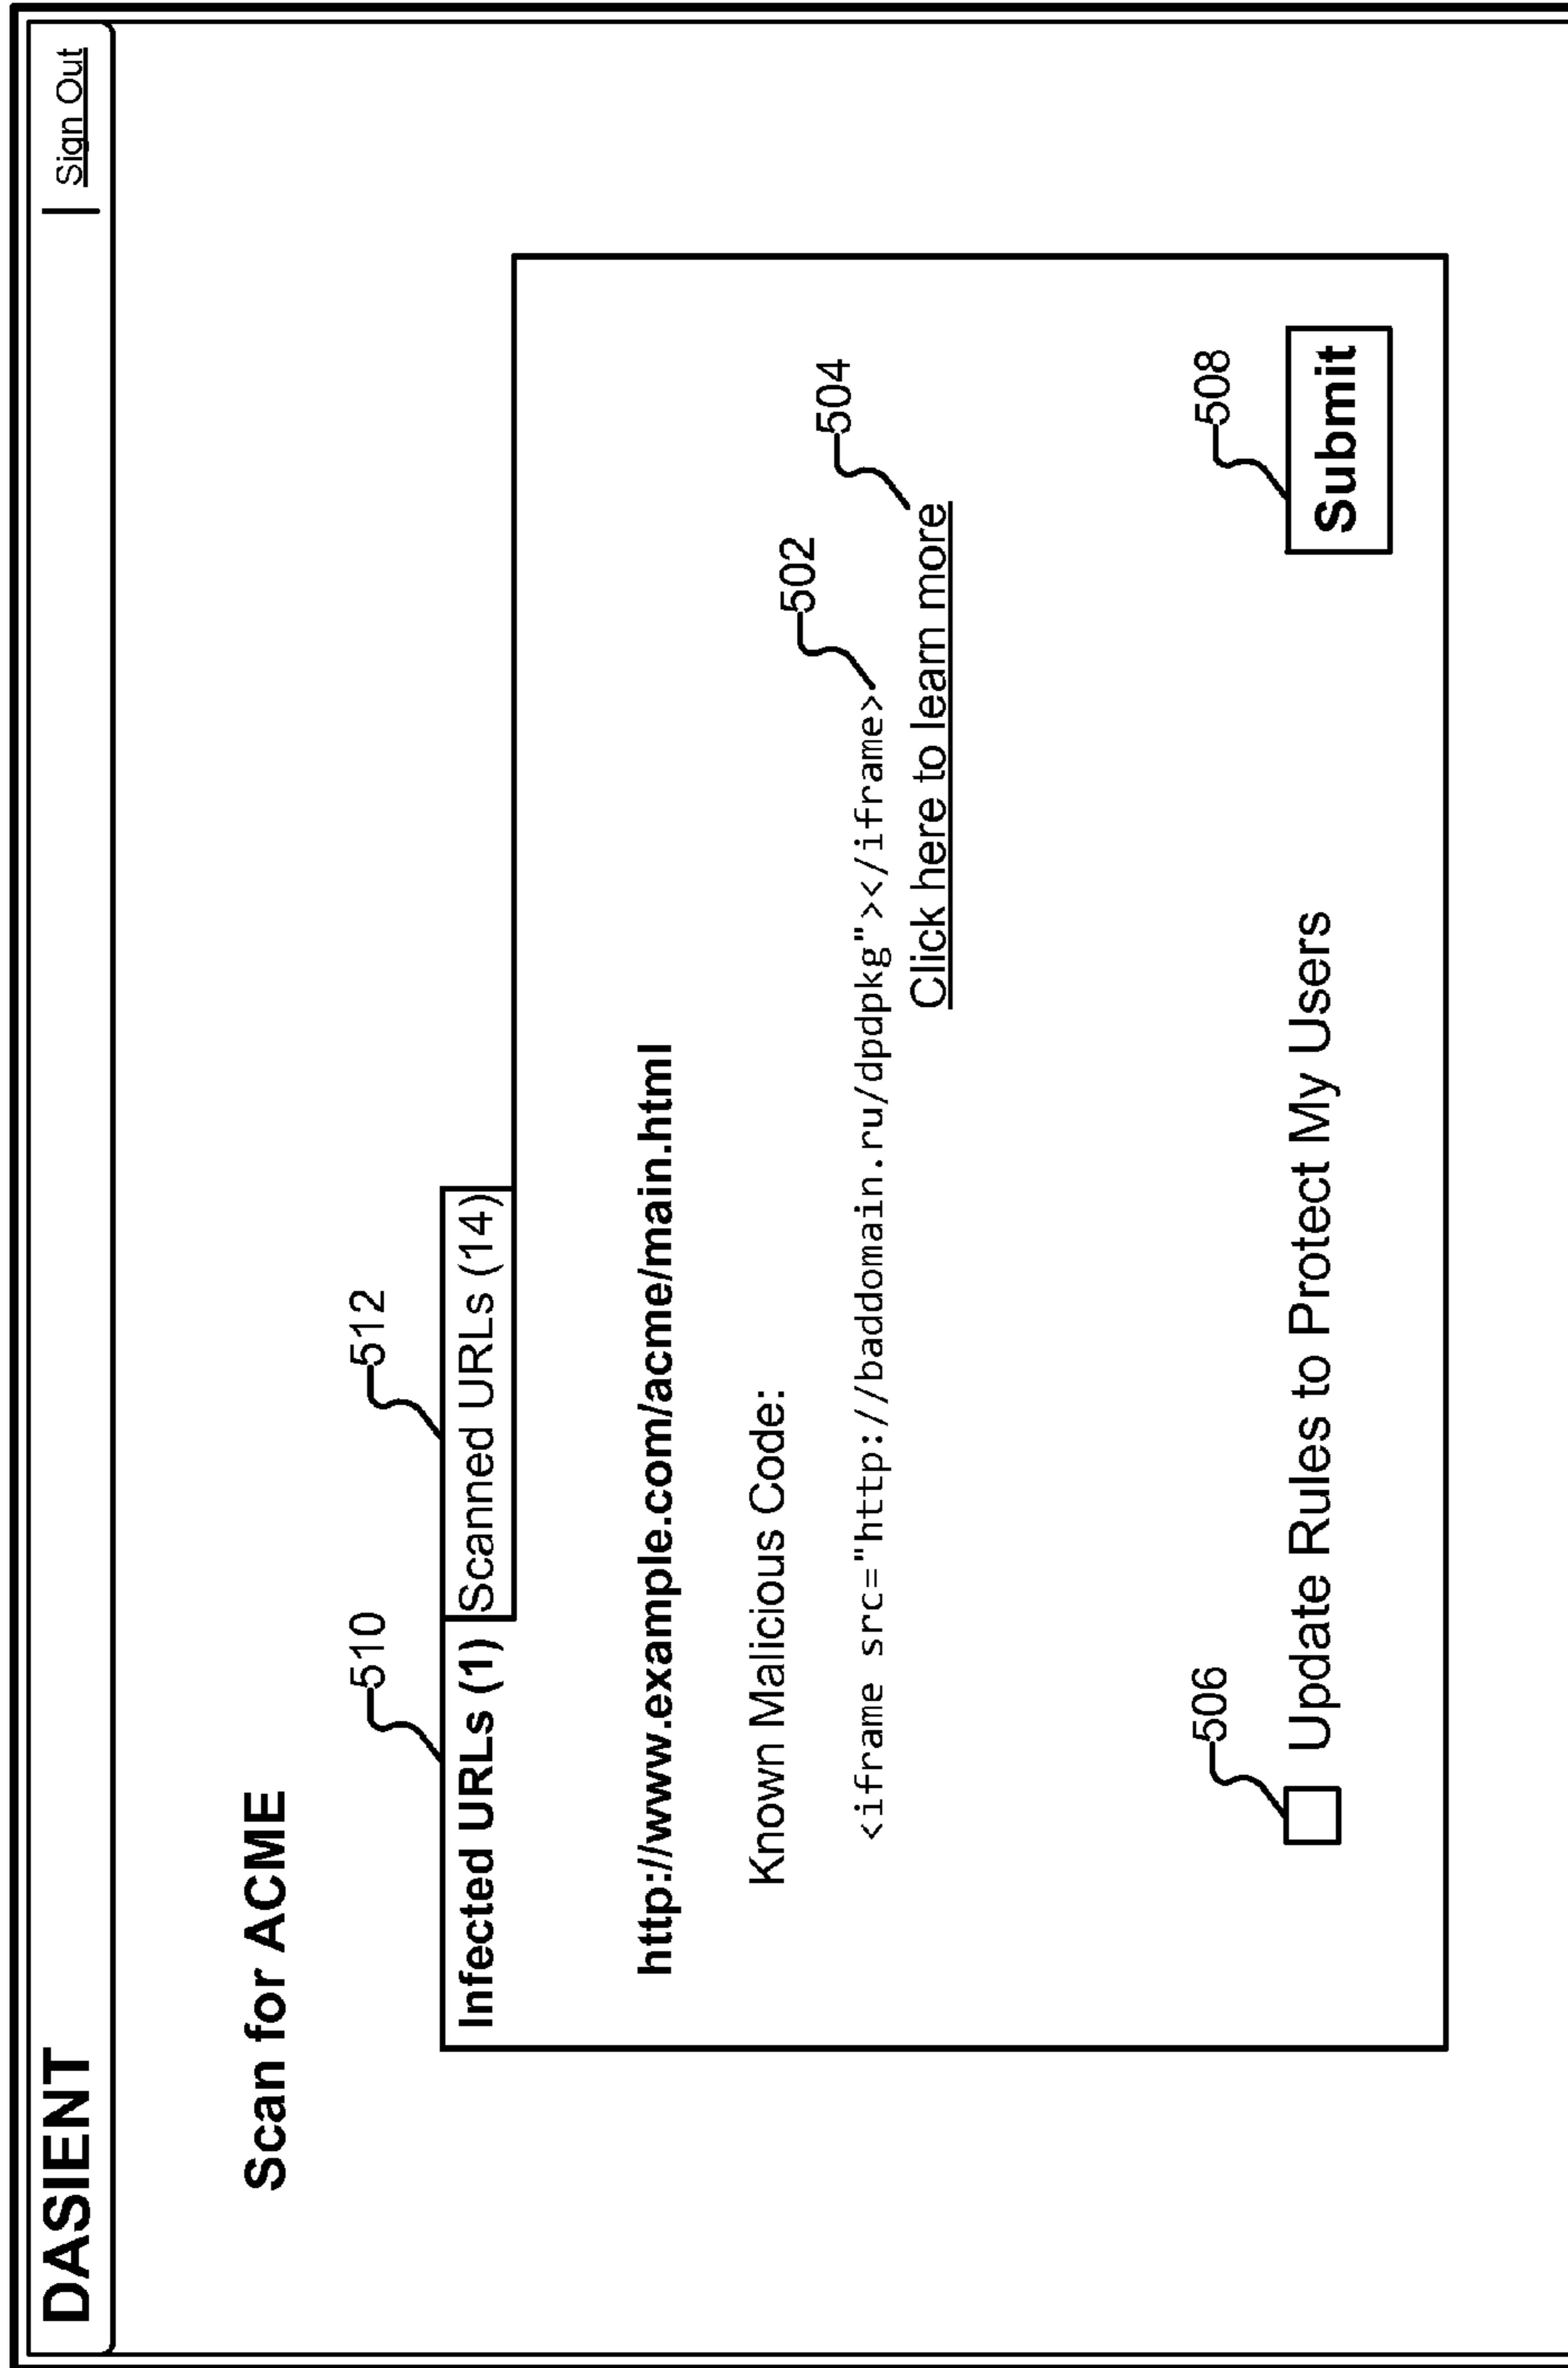 DASIENT
Sign Out
Scan for ACME
510
512
Infected URLs (1)
Scanned URLs (14)
http://www.example.com/acme/main.html
Known Malicious Code:
502
<iframe src="http://baddomain.ru/dpdpkg"></iframe>
504
Click here to learn more
506
Update Rules to Protect My Users
508
Submit